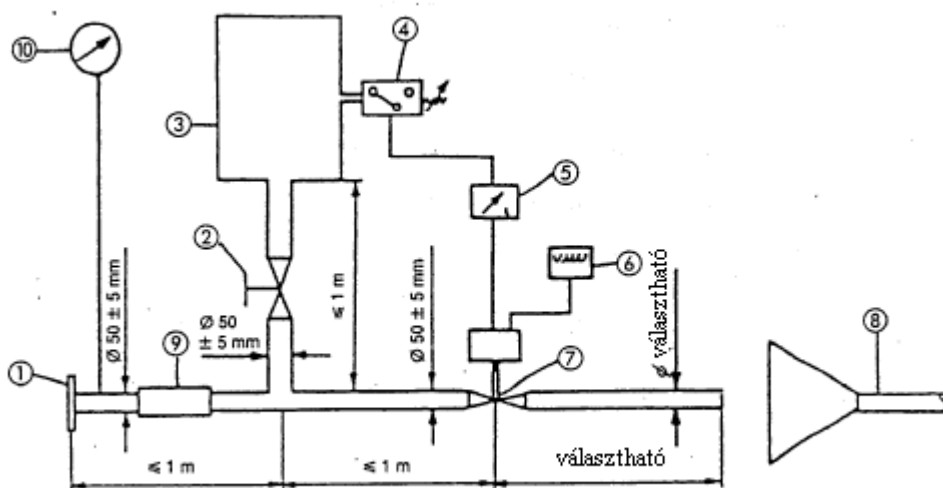 ⑩
④
③
⑤
②
⑥
Ø 50 ± 5 mm
≤ 1 m
Ø 50 ± 5 mm
Ø 50
± 5 mm
ø választható
⑨
⑦
⑧
①
≤ 1 m
≤ 1 m
választható